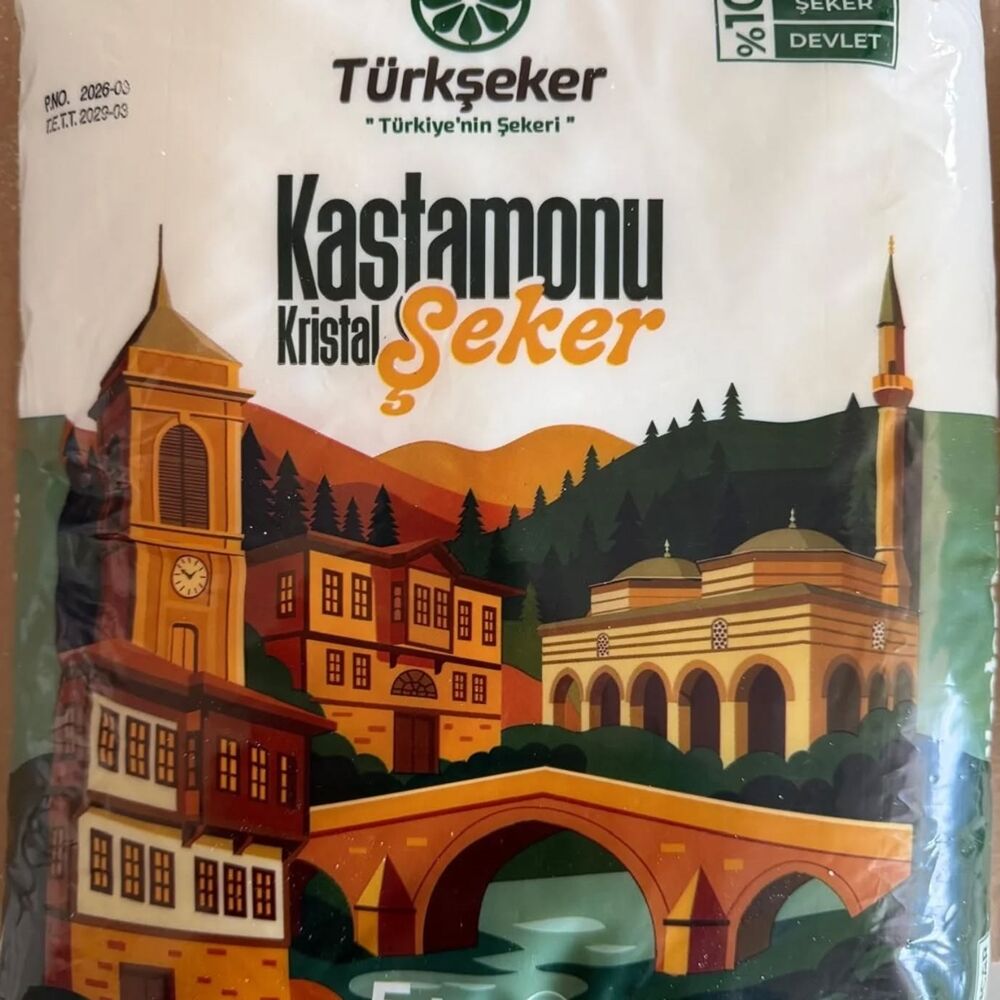 ŞEKER
DEVLET
P.NO. 2026-03
T.E.T.T. 2029-03
Türkşeker
" Türkiye'nin Şekeri "
Kastamonu
Kristal Şeker